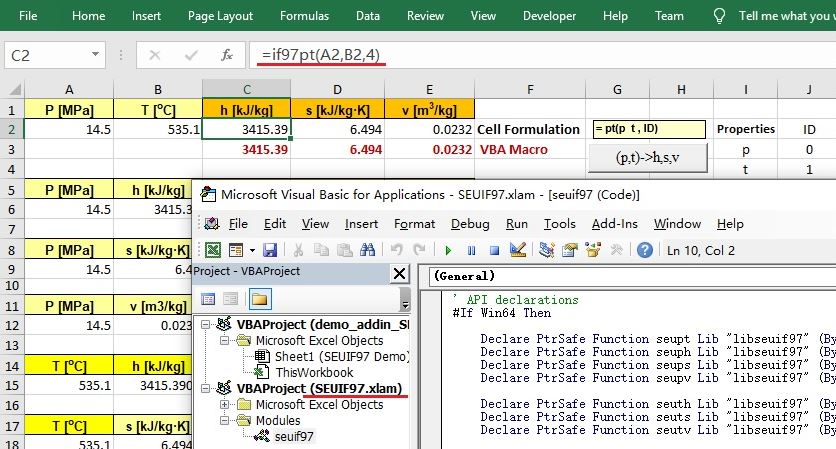 File Home Insert Page Layout Formulas Data Review View Developer Help Team Tell me what you w
C2 fx =if97pt(A2,B2,4)
A B C D E F G H I J
1 P [MPa] T [°C] h [kJ/kg] s [kJ/kg·K] v [m³/kg]
2 14.5 535.1 3415.39 6.494 0.0232 Cell Formulation = pt(p t , ID) Properties ID
3 3415.39 6.494 0.0232 VBA Macro (p,t)->h,s,v p 0
4 t 1
5 P [MPa] h [kJ/kg]
6 14.5 3415.3
7
8 P [MPa] s [kJ/kg·K]
9 14.5 6.4
10
11 P [MPa] v [m3/kg]
12 14.5 0.023
13
14 T [°C] h [kJ/kg]
15 535.1 3415.390
16
17 T [°C] s [kJ/kg·K]
18 535.1 6.494
Microsoft Visual Basic for Applications - SEUIF97.xlam - [seuif97 (Code)]
File Edit View Insert Format Debug Run Tools Add-Ins Window Help
Ln 10, Col 2
Project - VBAProject
VBAProject (demo_addin_SI
Microsoft Excel Objects
Sheet1 (SEUIF97 Demo)
ThisWorkbook
VBAProject (SEUIF97.xlam)
Microsoft Excel Objects
Modules
seuif97
(General)
' API declarations
#If Win64 Then
Declare PtrSafe Function seupt Lib "libseuif97" (By
Declare PtrSafe Function seuph Lib "libseuif97" (By
Declare PtrSafe Function seups Lib "libseuif97" (By
Declare PtrSafe Function seupv Lib "libseuif97" (By
Declare PtrSafe Function seuth Lib "libseuif97" (By
Declare PtrSafe Function seuts Lib "libseuif97" (By
Declare PtrSafe Function seutv Lib "libseuif97" (By